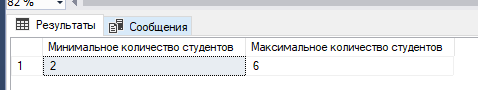 82 %
Результаты
Сообщения
Минимальное количество студентов
Максимальное количество студентов
1
2
6